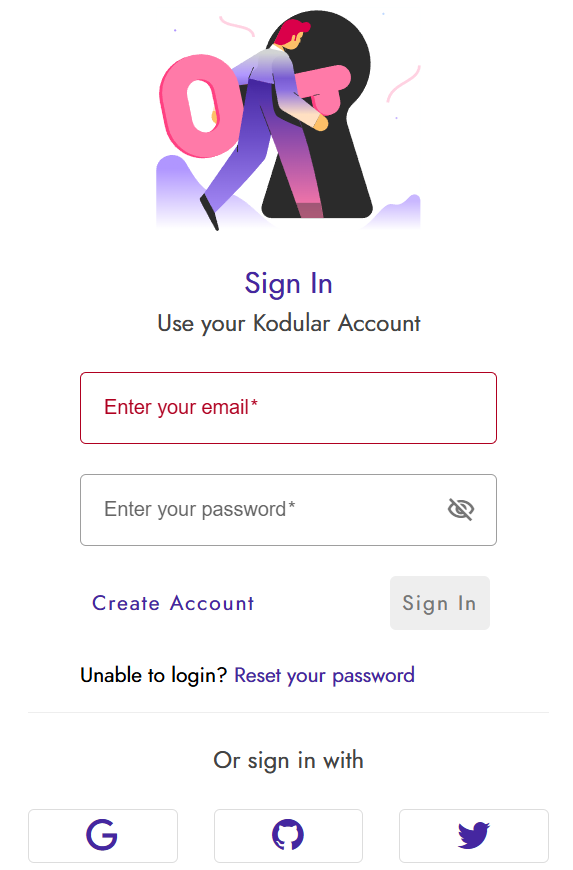 Sign In
Use your Kodular Account
Enter your email*
Enter your password*
Create Account
Sign In
Unable to login? Reset your password
Or sign in with